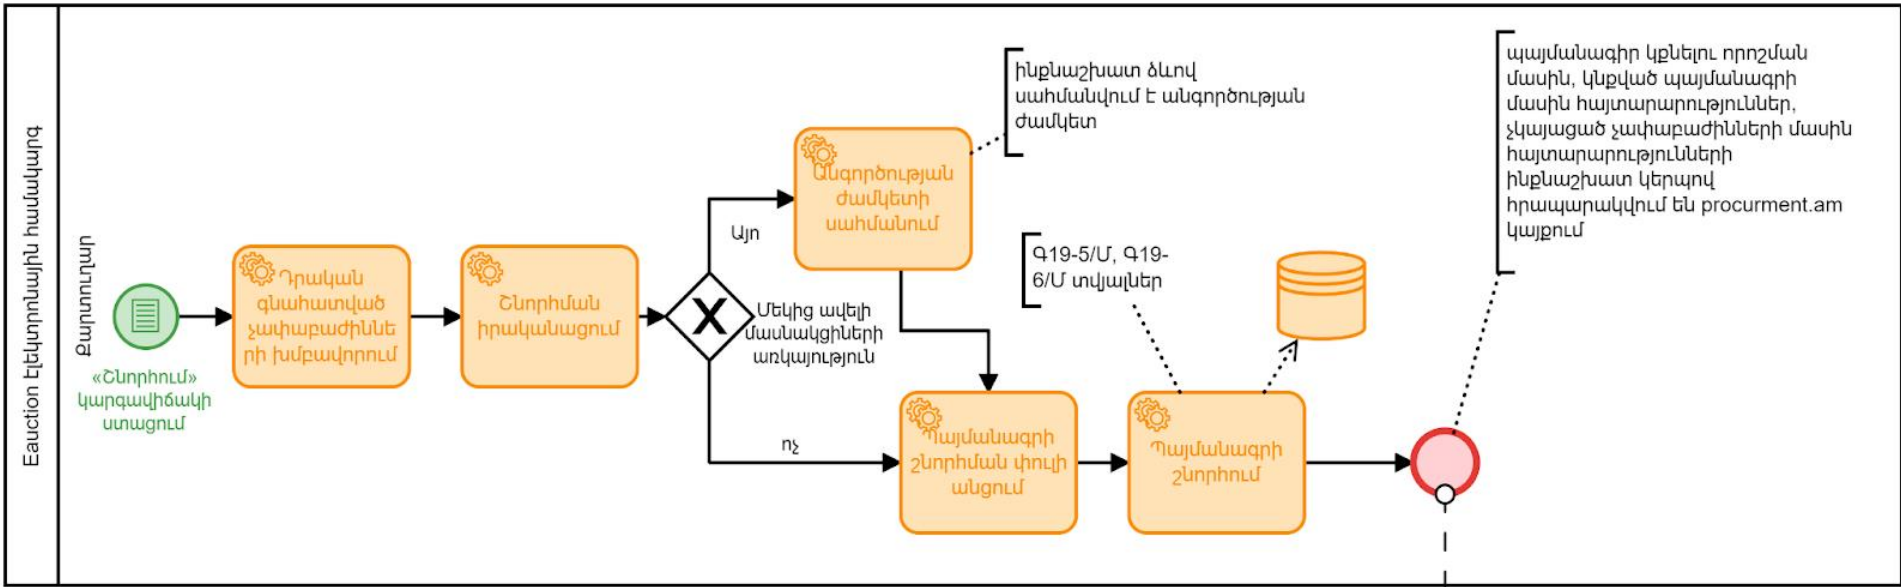 Eauction էլեկտրոնային համակարգ
Քարտուղար
«Շնորհում»
կարգավիճակի
ստացում
Դրական
գնահատված
չափաբաժիննե
րի խմբավորում
Շնորհման
իրականացում
Այո
ոչ
Մեկից ավելի
մասնակցիների
առկայություն
Անգործության
ժամկետի
սահմանում
ինքնաշխատ ձևով
սահմանվում է անգործության
ժամկետ
Պայմանագրի
շնորհման փուլի
անցում
Գ19-5/Մ, Գ19-
6/Մ տվյալներ
Պայմանագրի
շնորհում
պայմանագիր կքնելու որոշման
մասին, կնքված պայմանագրի
մասին հայտարարություններ,
չկայացած չափաբաժինների մասին
հայտարարությունների
ինքնաշխատ կերպով
հրապարակվում են procurment.am
կայքում